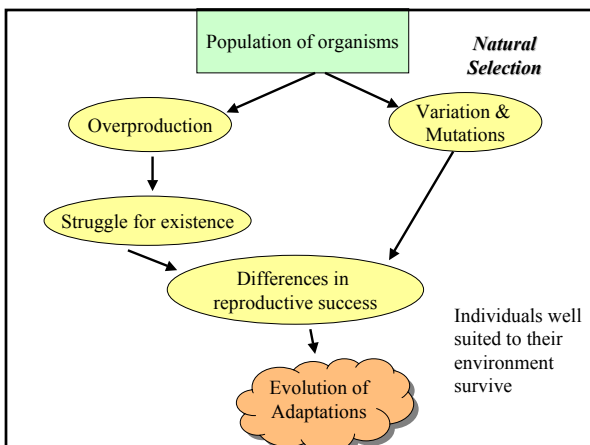 Population of organisms
Natural
Selection
Overproduction
Variation &
Mutations
Struggle for existence
Differences in
reproductive success
Individuals well
suited to their
environment
survive
Evolution of
Adaptations